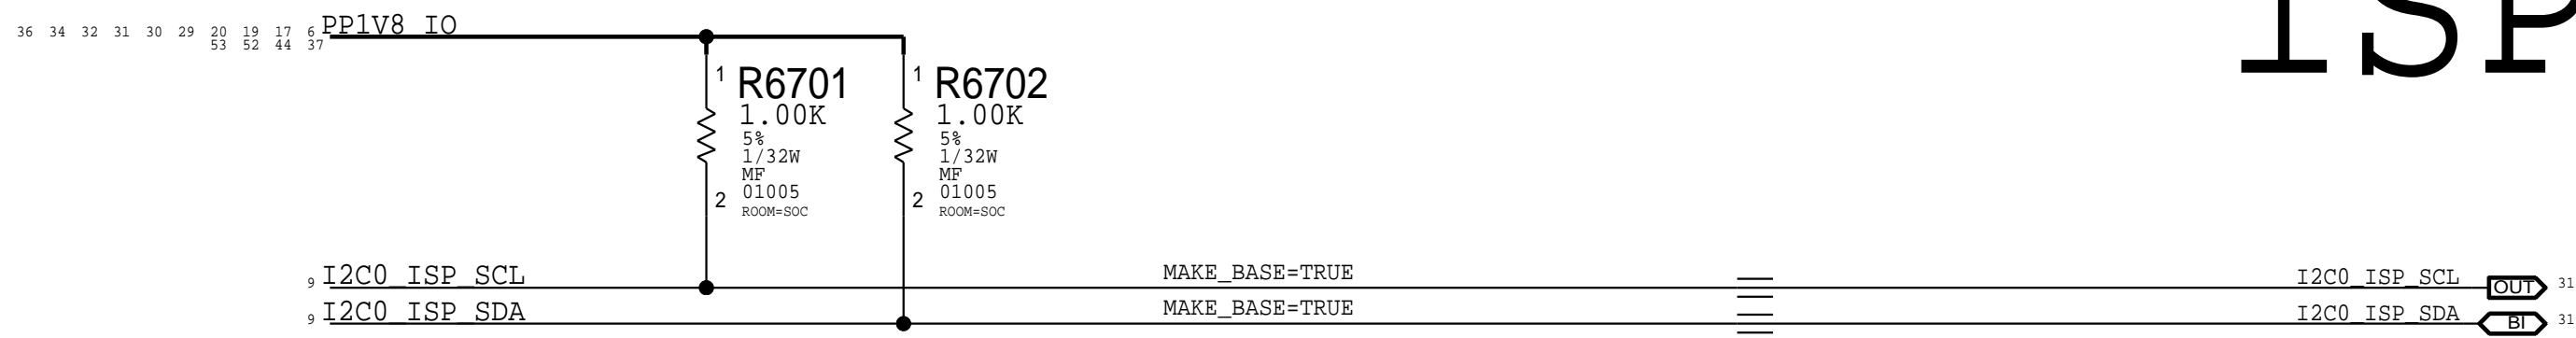 ISP
36 34 32 31 30 29 20 19 17 6 PP1V8_IO
53 52 44 37
1 R6701 1 R6702
1.00K 1.00K
5% 5%
1/32W 1/32W
MF MF
2 01005 2 01005
ROOM=SOC ROOM=SOC
9 I2C0_ISP_SCL MAKE_BASE=TRUE I2C0_ISP_SCL OUT 31
9 I2C0_ISP_SDA MAKE_BASE=TRUE I2C0_ISP_SDA BI 31